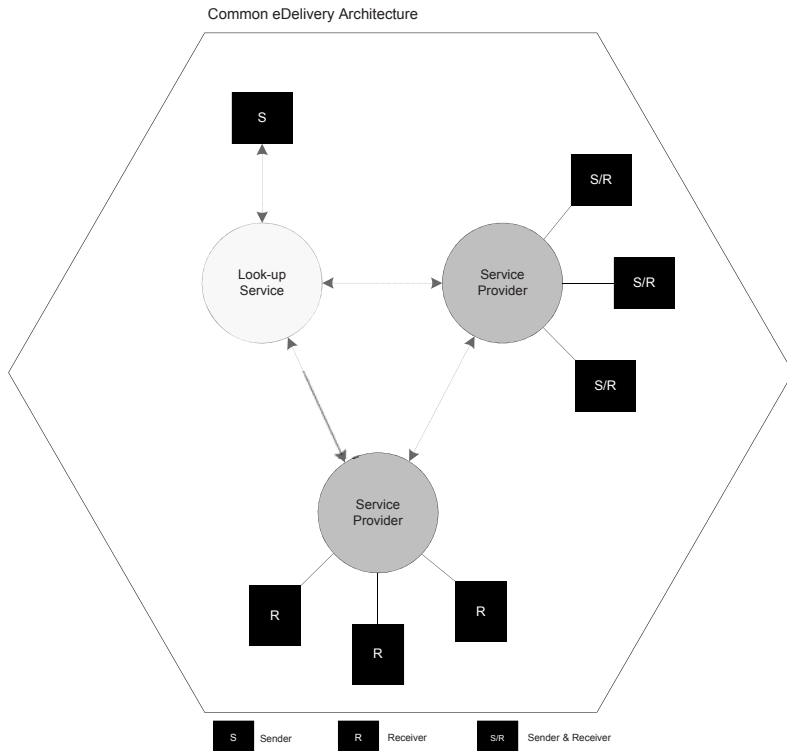 Common eDelivery Architecture
S
S/R
Look-up
Service
Service
Provider
S/R
S/R
Service
Provider
R
R
R
S Sender R Receiver S/R Sender & Receiver